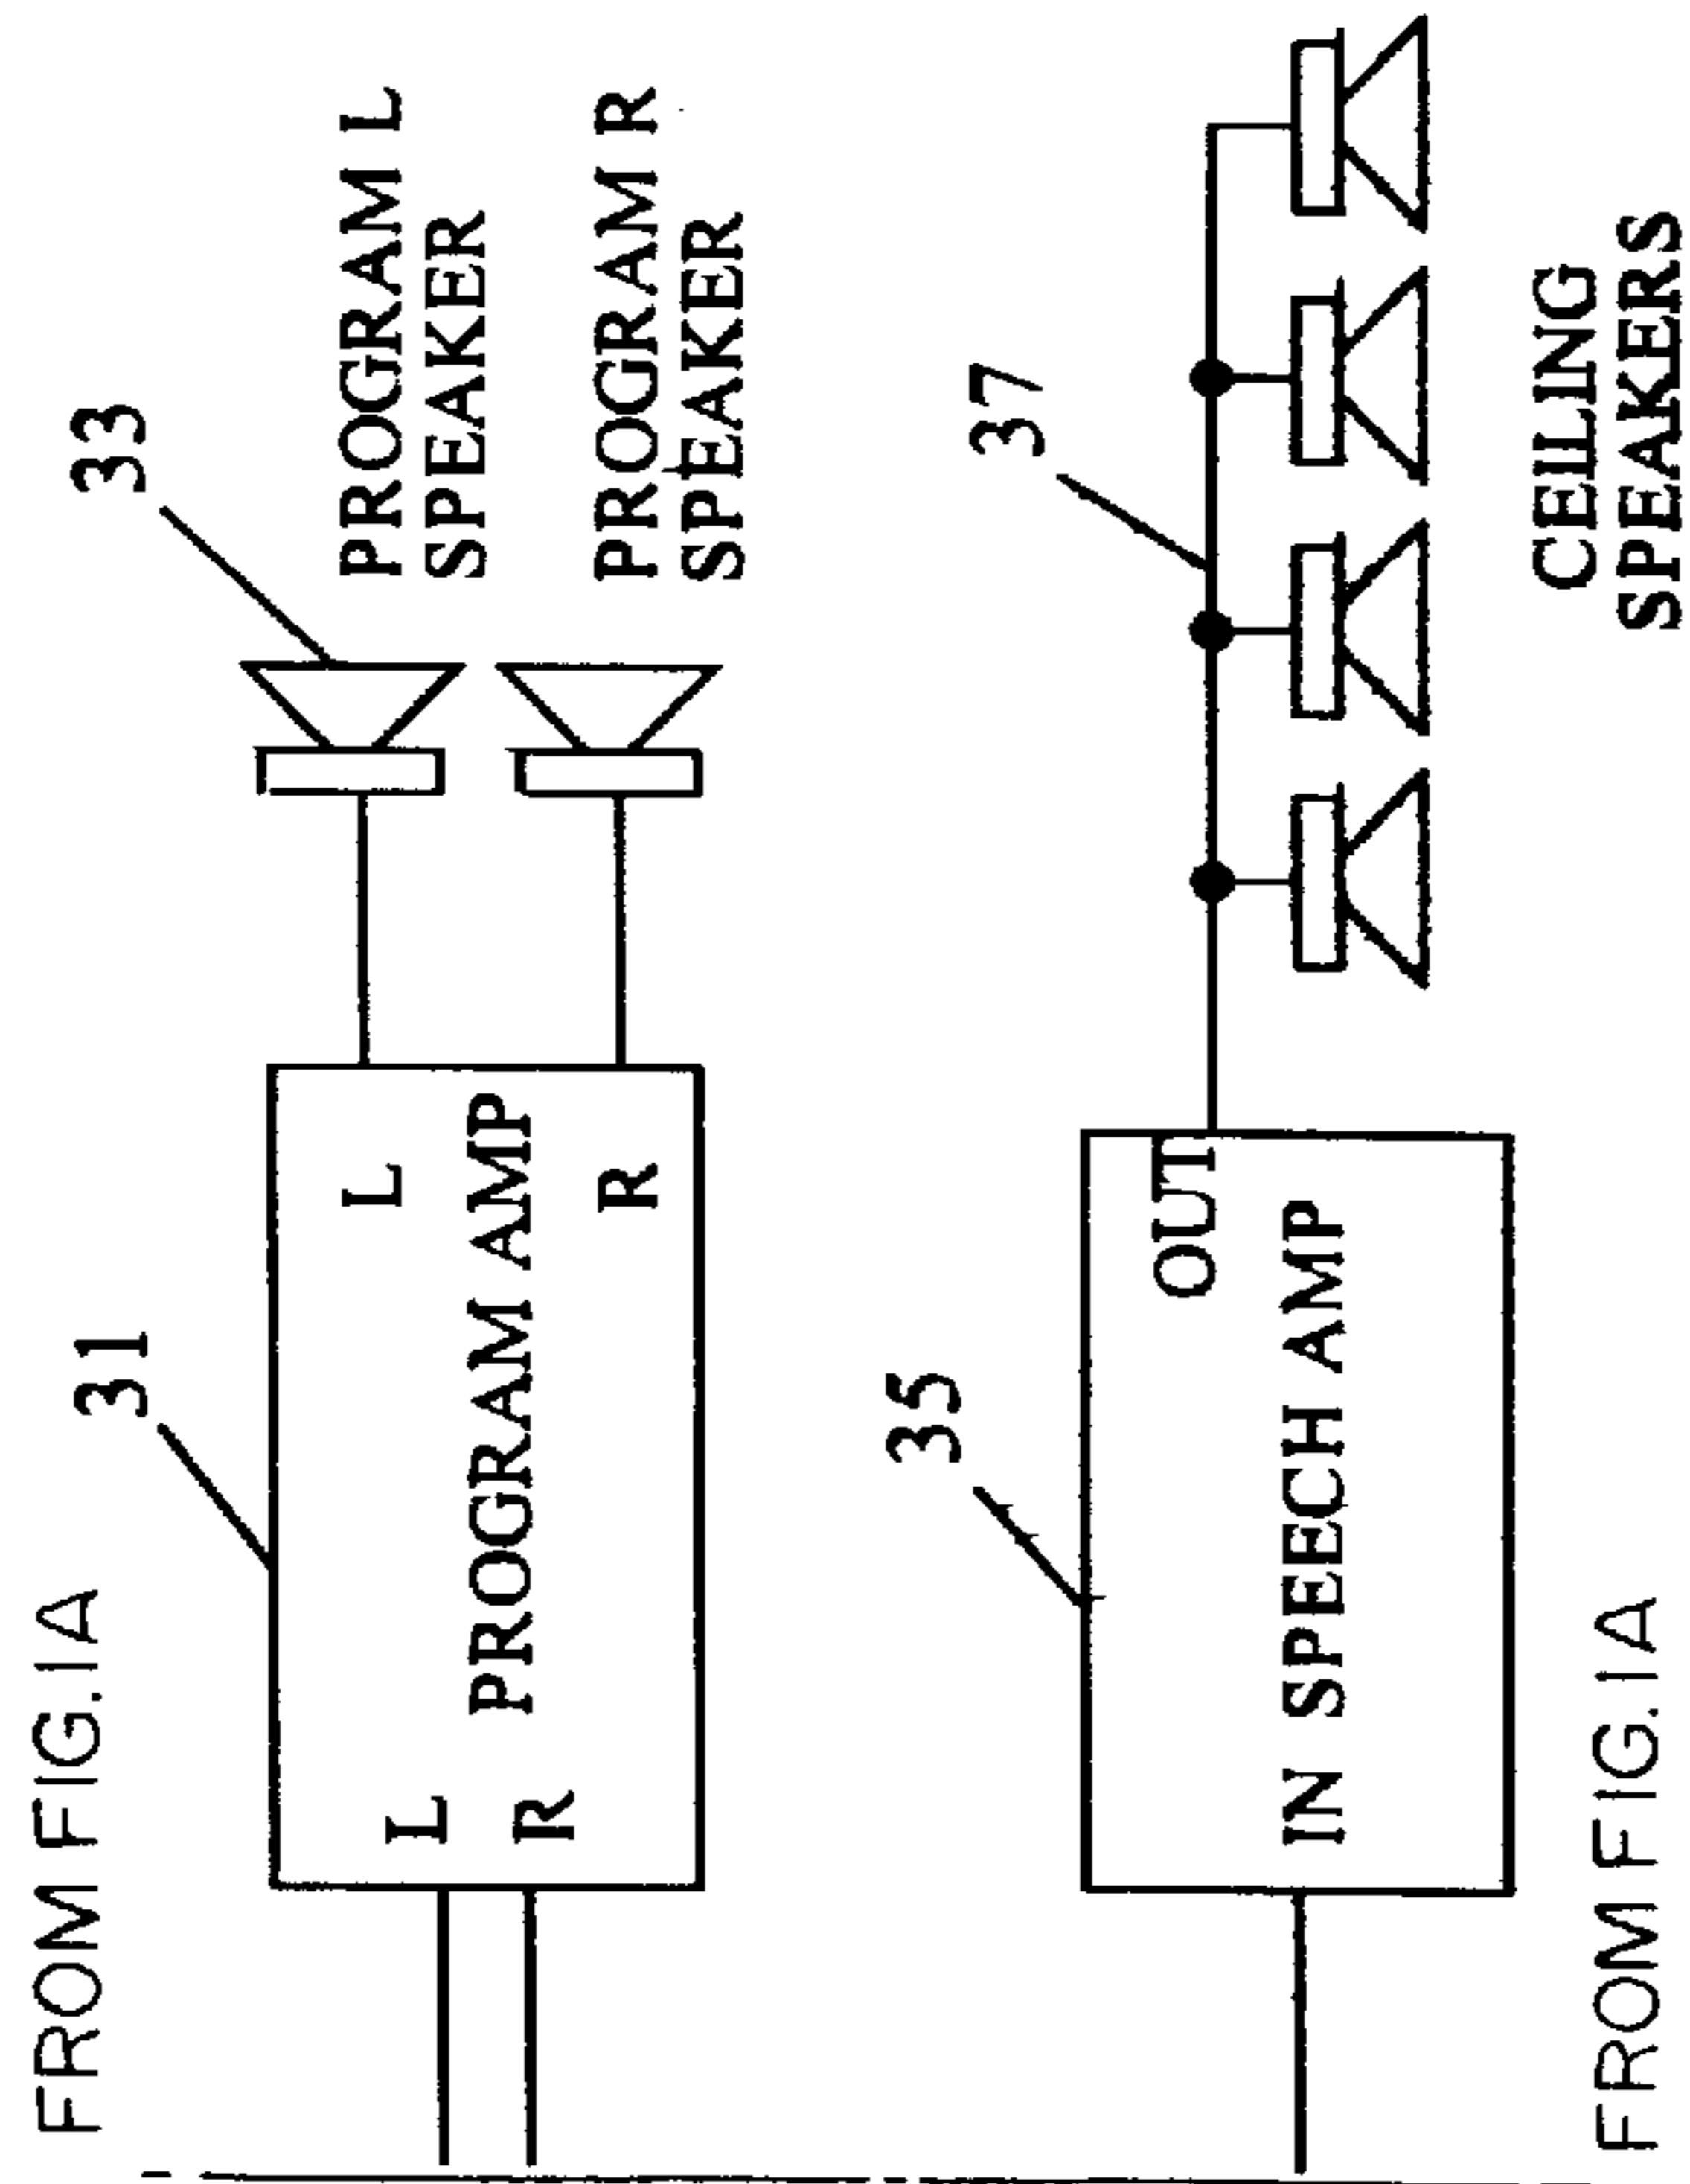 FROM FIG.1A
31
33
L
L
PROGRAM AMP
R
R
PROGRAM L
SPEAKER
PROGRAM R
SPEAKER
35
37
OUT
IN SPEECH AMP
CEILING
SPEAKERS
FROM FIG.1A